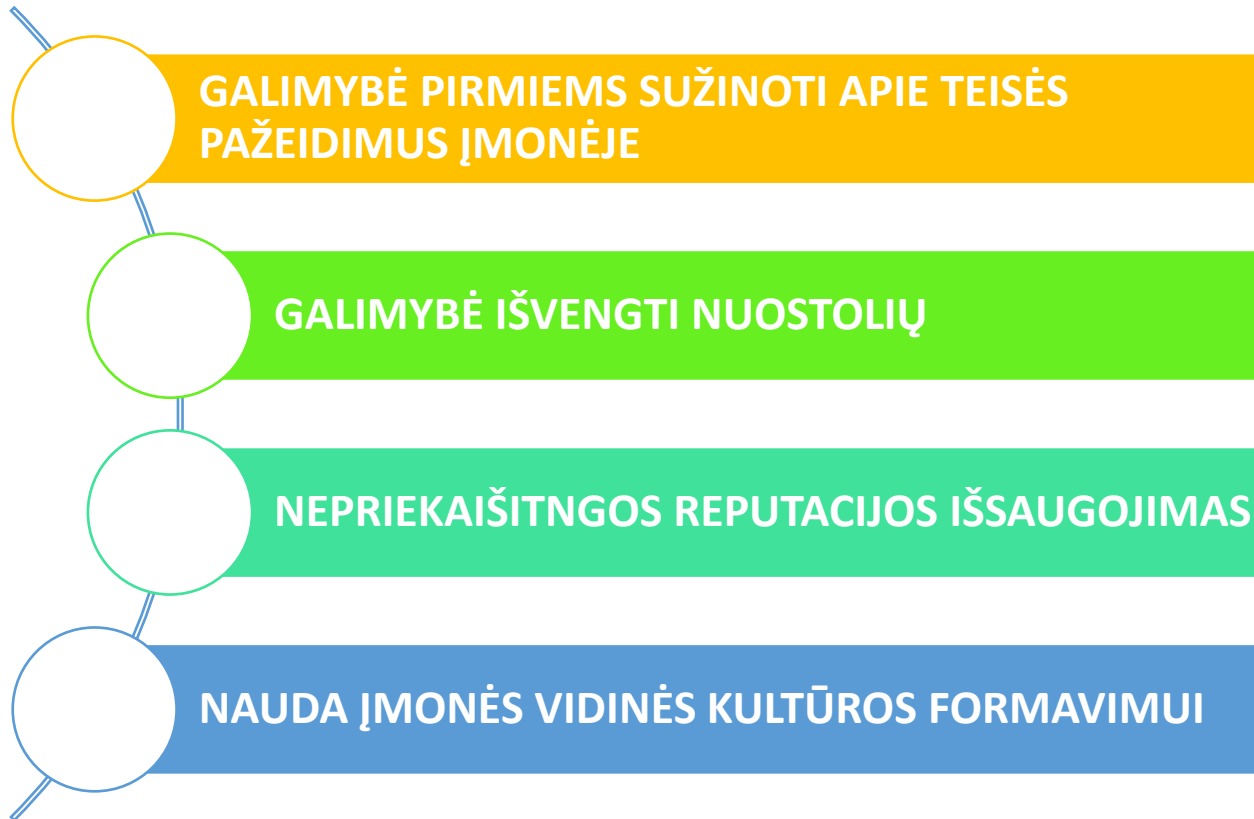 GALIMYBĖ PIRMIEMS SUŽINOTI APIE TEISĖS
PAŽEIDIMUS ĮMONĖJE
GALIMYBĖ IŠVENGTI NUOSTOLIŲ
NEPRIEKAIŠITNGOS REPUTACIJOS IŠSAUGOJIMAS
NAUDA ĮMONĖS VIDINĖS KULTŪROS FORMAVIMUI